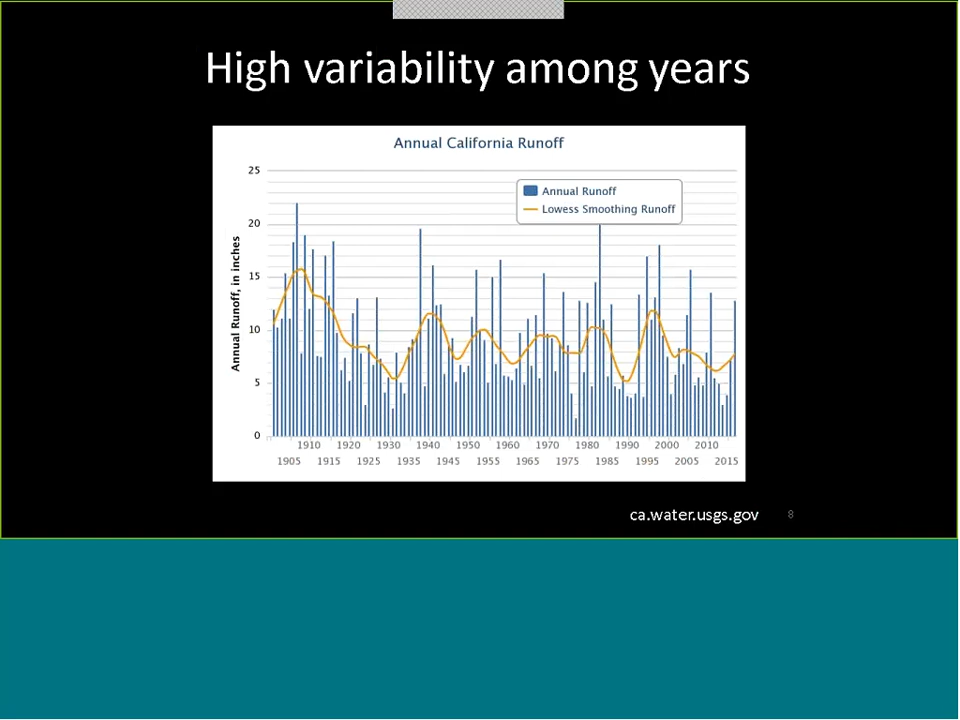 High variability among years
Annual California Runoff
Annual Runoff, in inches
25
20
15
10
5
0
Annual Runoff
Lowess Smoothing Runoff
1910 1920 1930 1940 1950 1960 1970 1980 1990 2000 2010
1905 1915 1925 1935 1945 1955 1965 1975 1985 1995 2005 2015
ca.water.usgs.gov
8